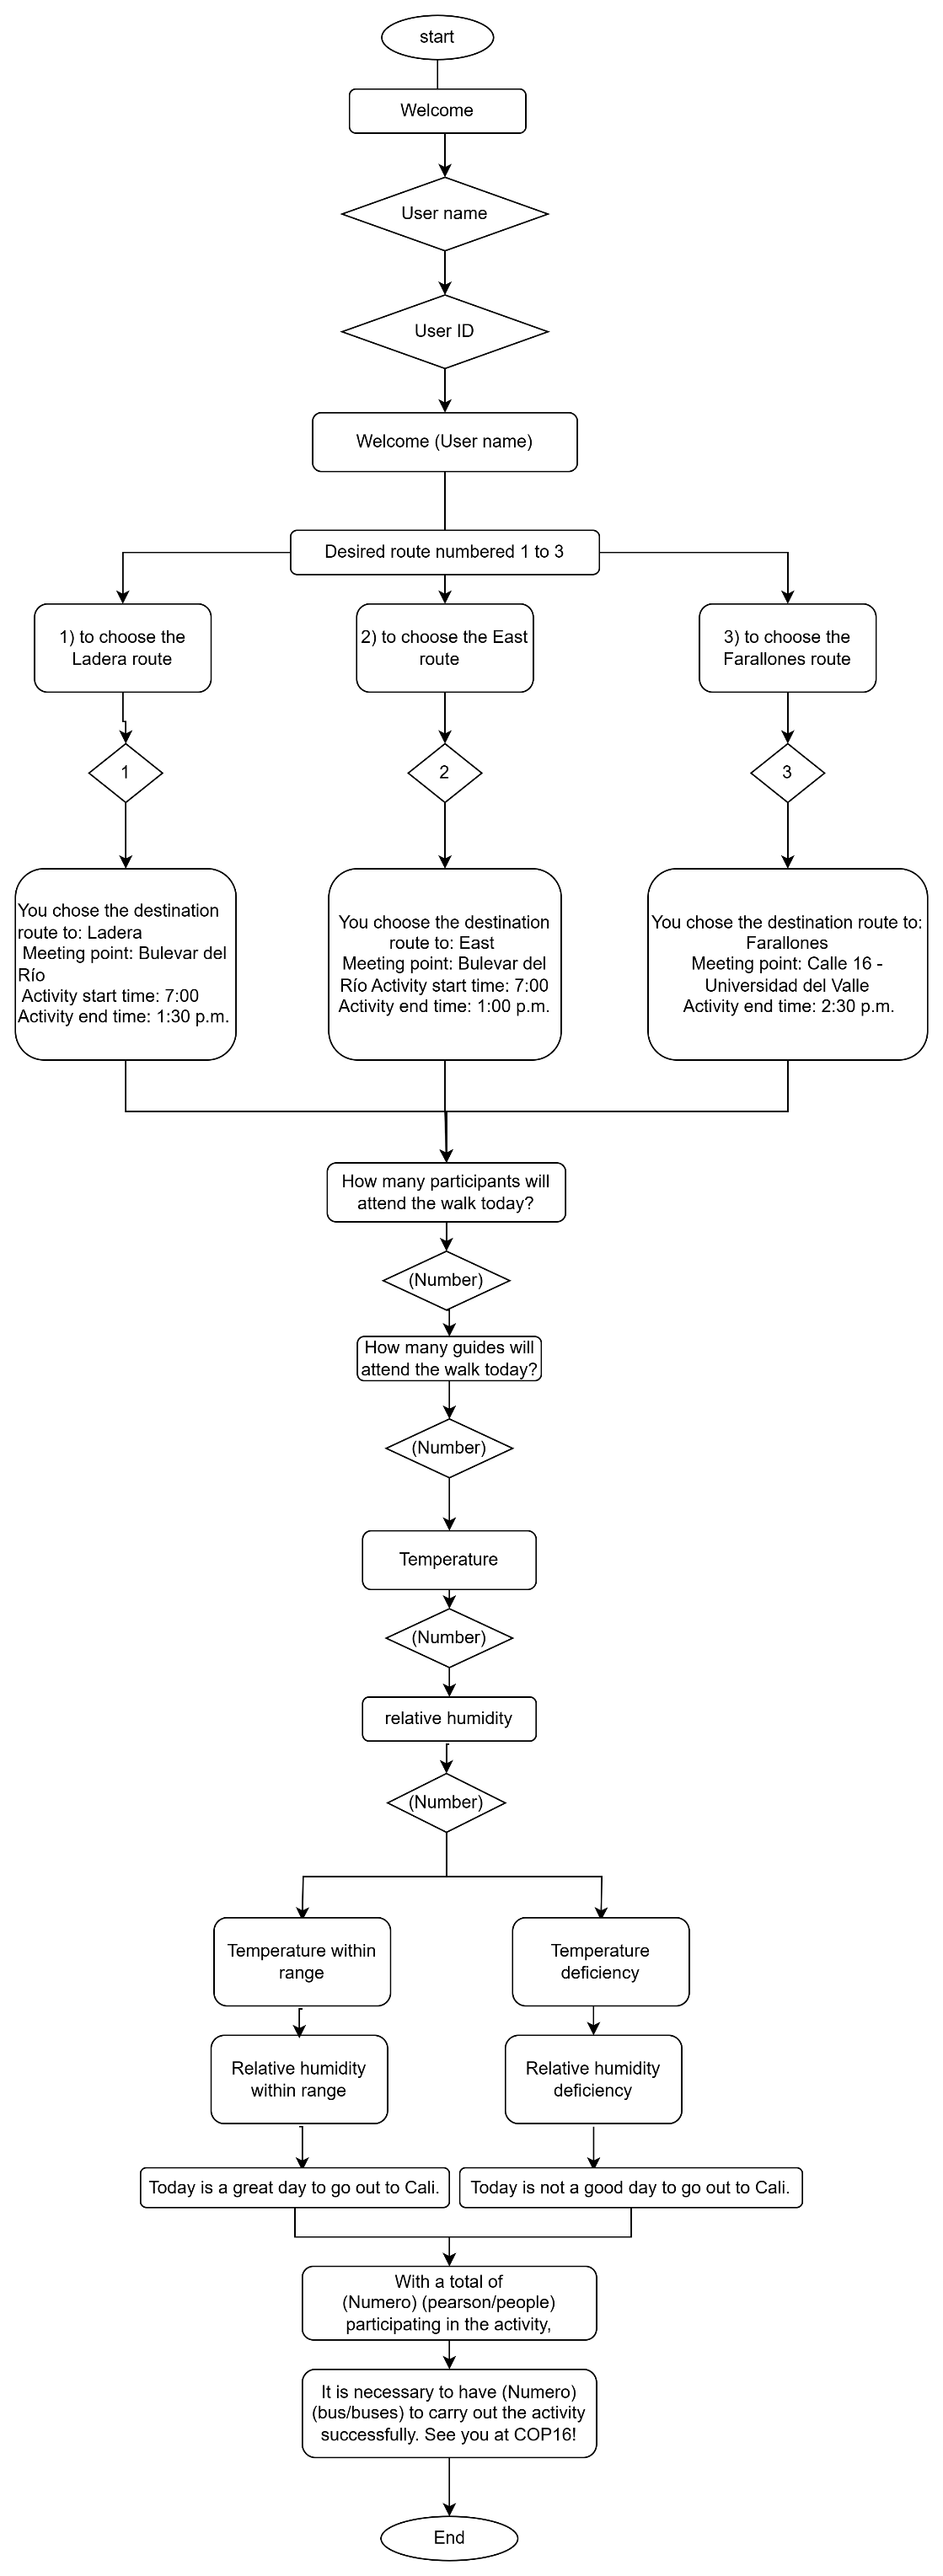 start
Welcome
User name
User ID
Welcome (User name)
Desired route numbered 1 to 3
1) to choose the
Ladera route
2) to choose the East
route
3) to choose the
Farallones route
1
2
3
You chose the destination
route to: Ladera
Meeting point: Bulevar del
Río
Activity start time: 7:00
Activity end time: 1:30 p.m.
You choose the destination
route to: East
Meeting point: Bulevar del
Río Activity start time: 7:00
Activity end time: 1:00 p.m.
You chose the destination route to:
Farallones
Meeting point: Calle 16 -
Universidad del Valle
Activity end time: 2:30 p.m.
How many participants will
attend the walk today?
(Number)
How many guides will
attend the walk today?
(Number)
Temperature
(Number)
relative humidity
(Number)
Temperature within
range
Temperature
deficiency
Relative humidity
within range
Relative humidity
deficiency
Today is a great day to go out to Cali.
Today is not a good day to go out to Cali.
With a total of
(Numero) (pearson/people)
participating in the activity,
It is necessary to have (Numero)
(bus/buses) to carry out the activity
successfully. See you at COP16!
End